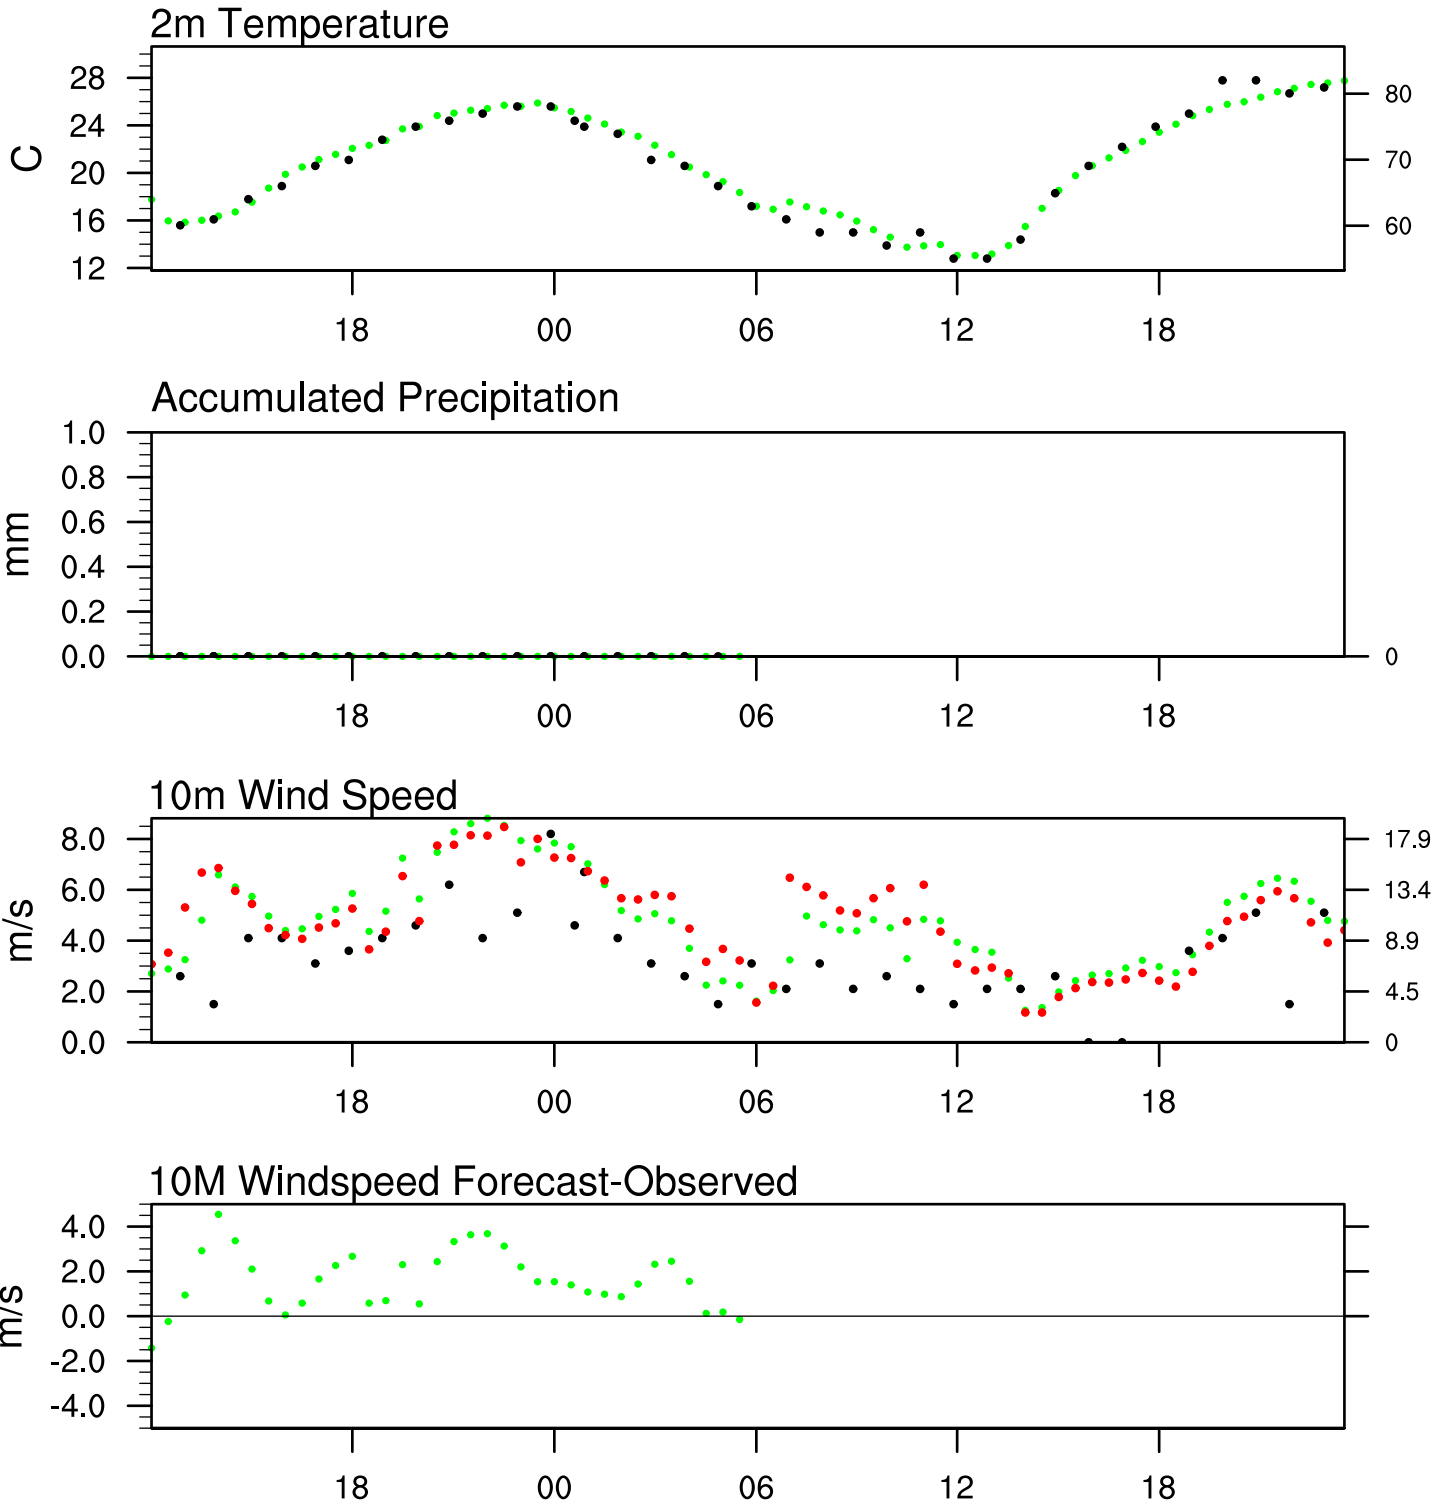 2m Temperature
28
24
20
16
12
C
80
70
60
18 00 06 12 18
Accumulated Precipitation
1.0
0.8
0.6
0.4
0.2
0.0
mm
0
18 00 06 12 18
10m Wind Speed
8.0
6.0
4.0
2.0
0.0
m/s
17.9
13.4
8.9
4.5
0
18 00 06 12 18
10M Windspeed Forecast-Observed
4.0
2.0
0.0
-2.0
-4.0
m/s
18 00 06 12 18